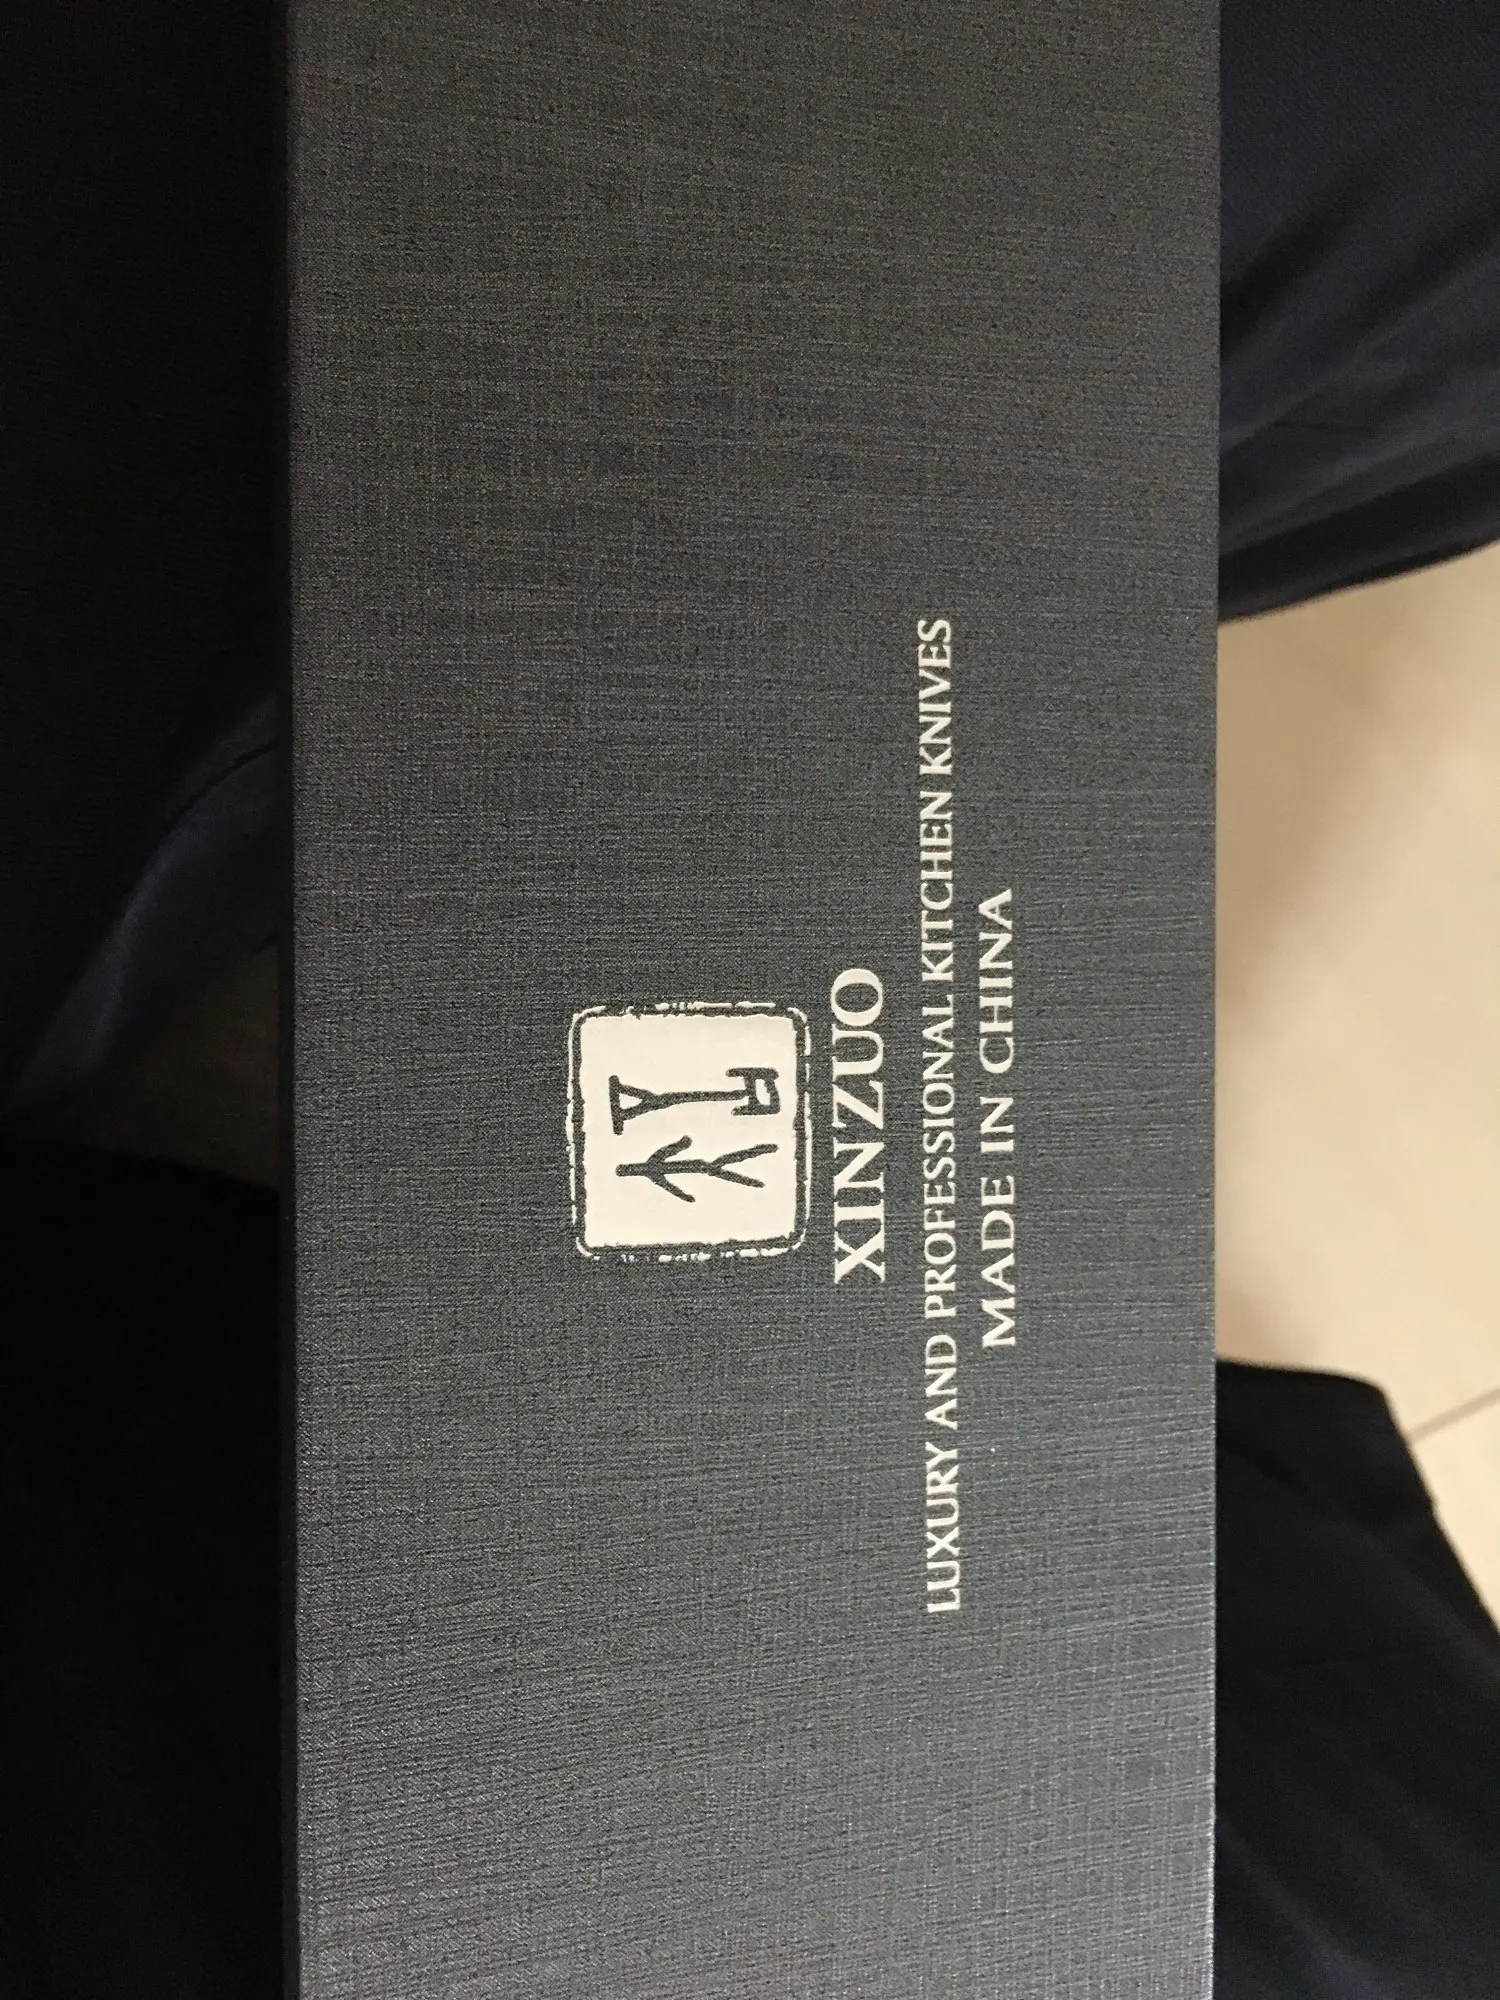 XINZUO
LUXURY AND PROFESSIONAL KITCHEN KNIVES
MADE IN CHINA